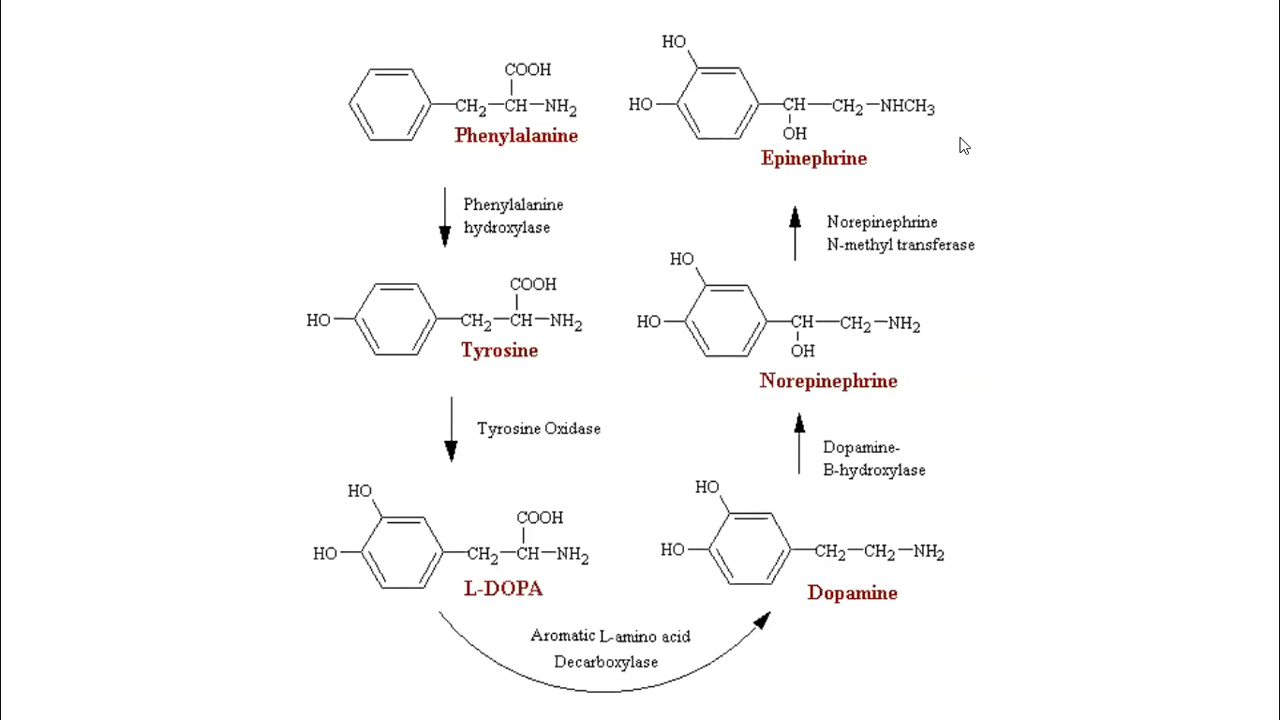 COOH
CH2 CH NH2
Phenylalanine
Phenylalanine
hydroxylase
HO
COOH
CH2 CH NH2
Tyrosine
Tyrosine Oxidase
HO
HO
COOH
CH2 CH NH2
L-DOPA
Aromatic L-amino acid
Decarboxylase
HO
HO
CH2 CH2 NH2
Dopamine
Dopamine-
B-hydroxylase
HO
HO
CH CH2 NH2
OH
Norepinephrine
Norepinephrine
N-methyl transferase
HO
HO
CH CH2 NHCH3
OH
Epinephrine